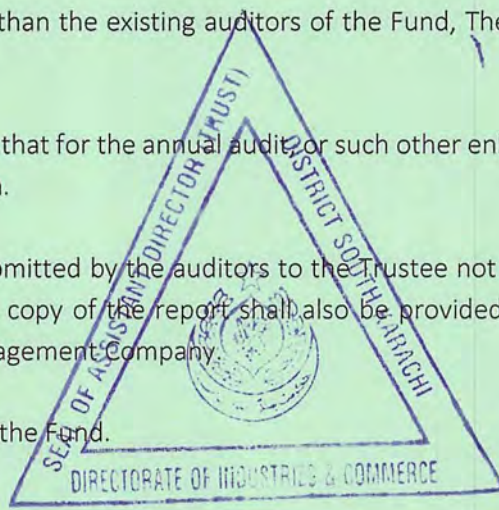 than the existing auditors of the Fund, The
that for the annual audit, or such other en
omitted by the auditors to the Trustee not
copy of the report shall also be provided
agement Company.
the Fund.
SEAL OF ASSISTANT DIRECTOR (TRUST)
DISTRICT SOUTH KARACHI
DIRECTORATE OF INDUSTRIES & COMMERCE